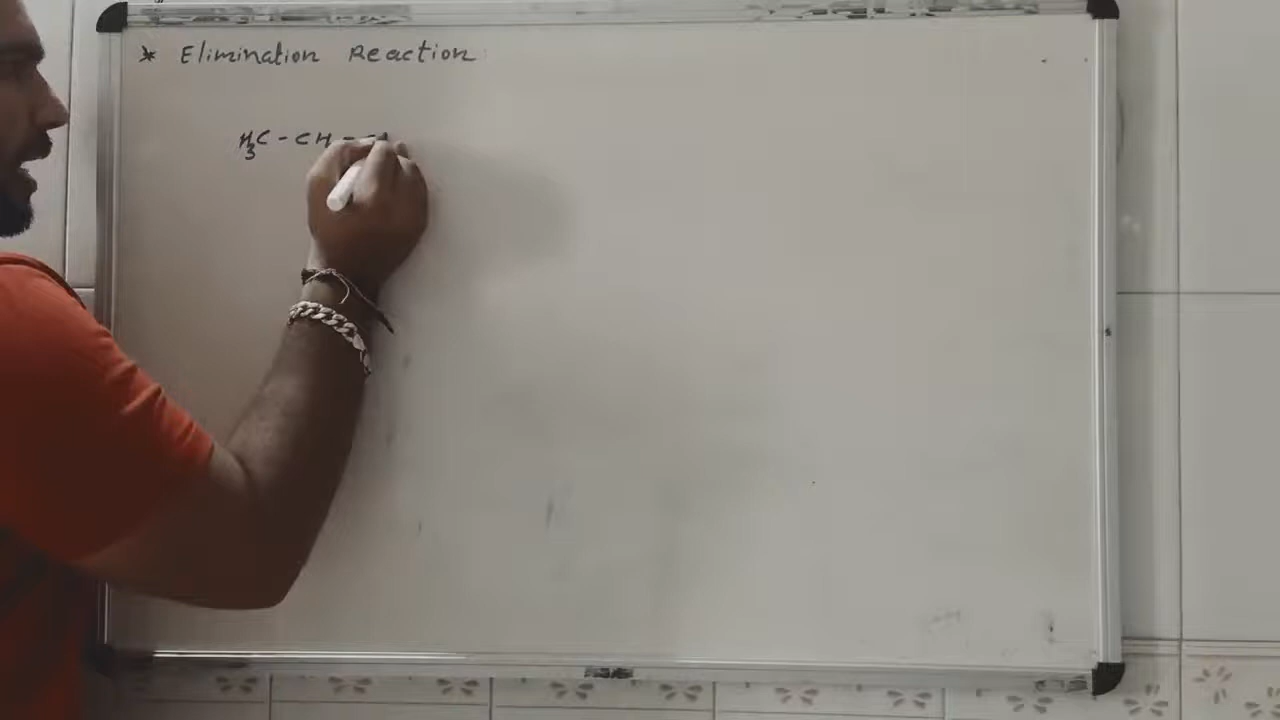 * Elimination Reaction:
H₃C - CH -